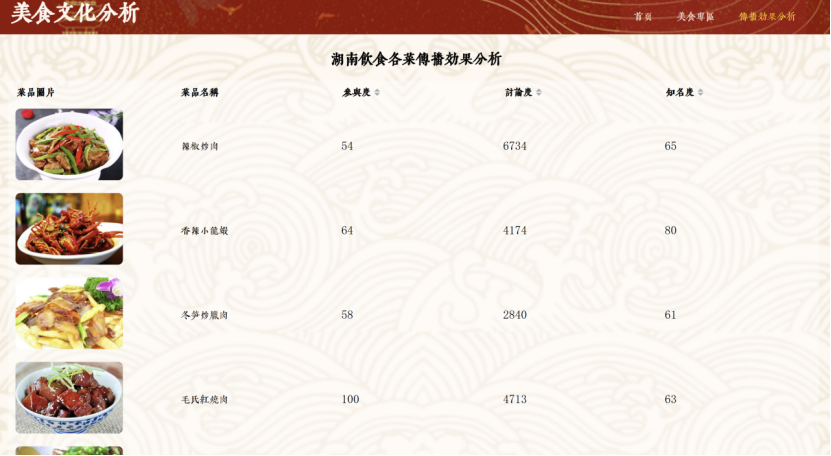 美食文化分析
首頁 美食專區 傳播効果分析
湖南飲食各菜傳播効果分析
菜品圖片 菜品名稱 參與度 討論度 知名度
辣椒炒肉 54 6734 65
香辣小龍蝦 64 4174 80
冬笋炒臘肉 58 2840 61
毛氏紅燒肉 100 4713 63